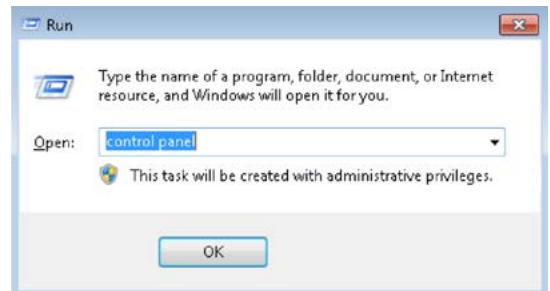 Run
Type the name of a program, folder, document, or Internet
resource, and Windows will open it for you.
Open: control panel
This task will be created with administrative privileges.
OK